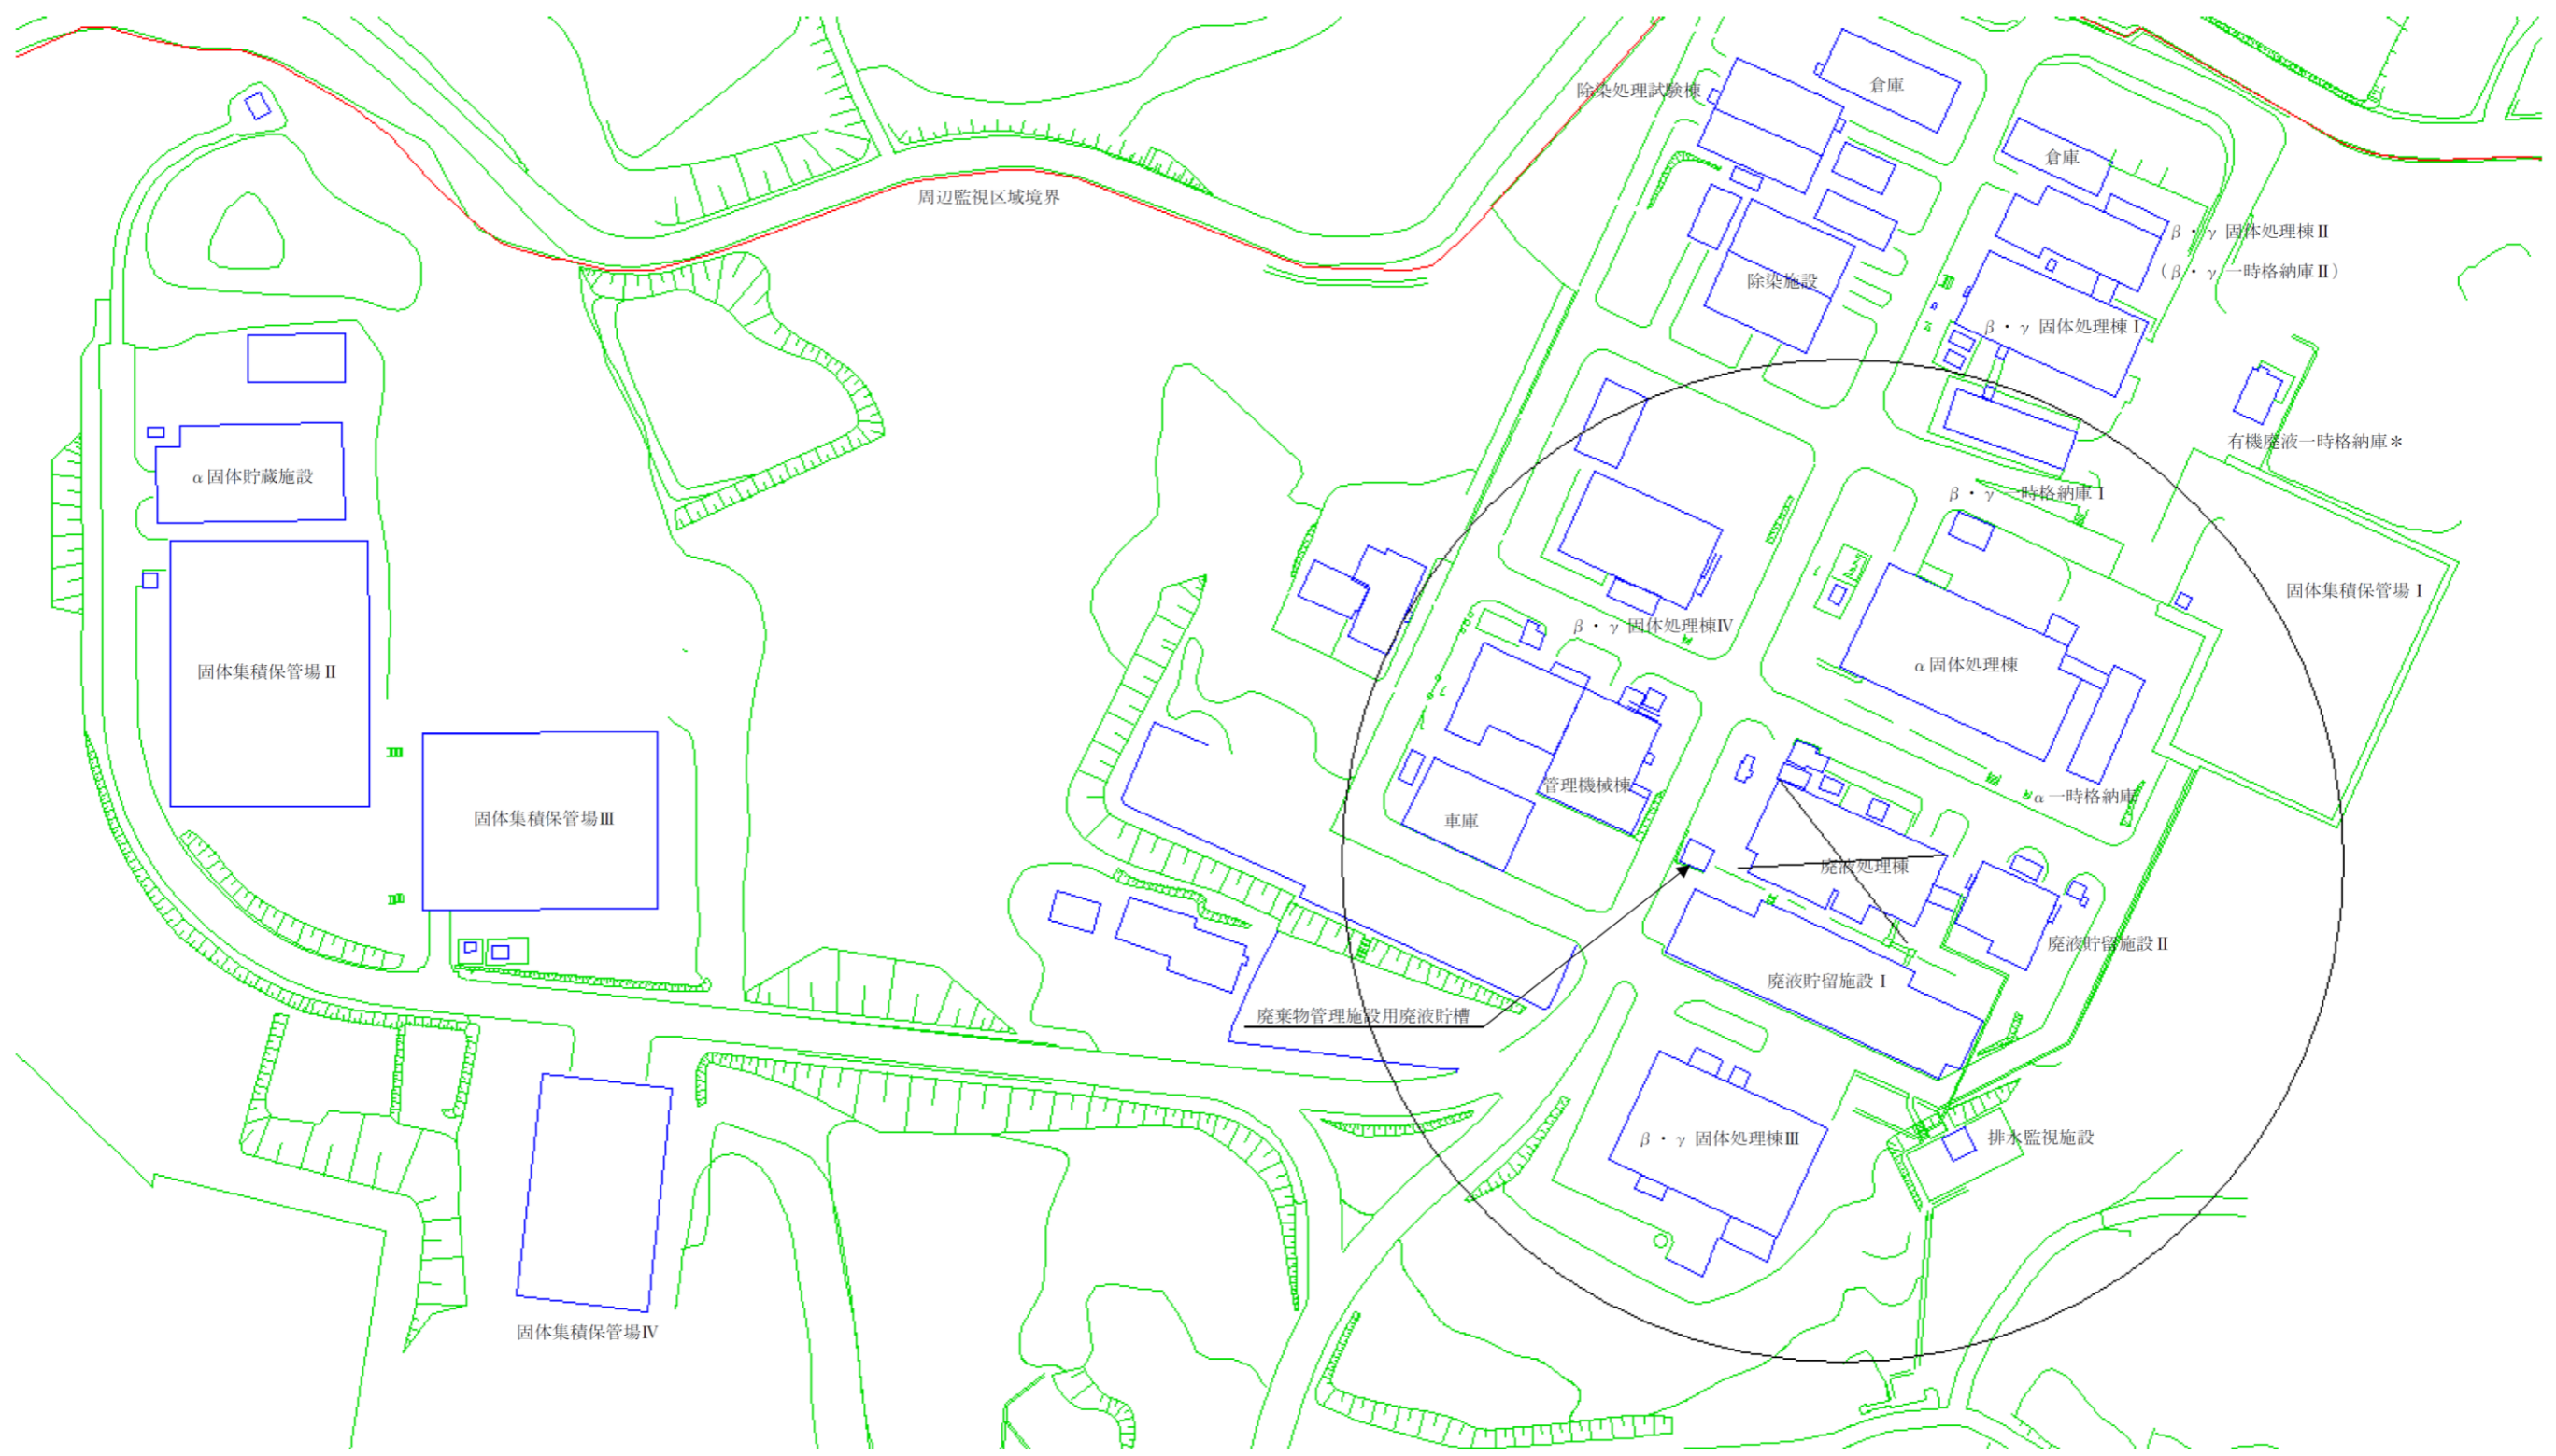 倉庫
除染処理試験棟
倉庫
周辺監視区域境界
β・γ 固体処理棟Ⅱ
(β・γ 一時格納庫Ⅱ)
除染施設
β・γ 固体処理棟Ⅰ
有機廃液一時格納庫＊
α固体貯蔵施設
β・γ 一時格納庫Ⅰ
固体集積保管場Ⅰ
β・γ 固体処理棟Ⅳ
α固体処理棟
固体集積保管場Ⅱ
管理機械棟
α一時格納庫
固体集積保管場Ⅲ
車庫
廃液処理棟
廃液貯留施設Ⅱ
廃液貯留施設Ⅰ
廃棄物管理施設用廃液貯槽
β・γ 固体処理棟Ⅲ
排水監視施設
固体集積保管場Ⅳ